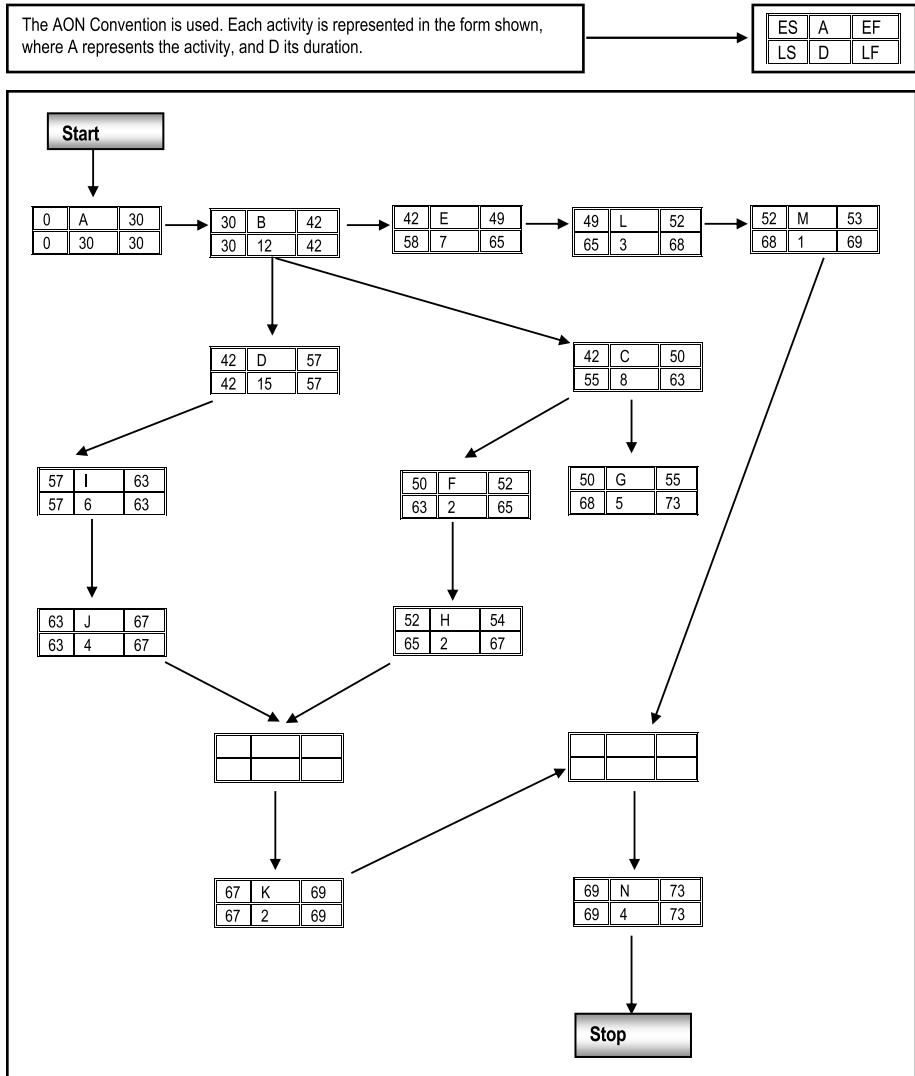 The AON Convention is used. Each activity is represented in the form shown,
where A represents the activity, and D its duration.
ES A EF
LS D LF
Start
0 A 30
0 30 30
30 B 42
30 12 42
42 E 49
58 7 65
49 L 52
65 3 68
52 M 53
68 1 69
42 D 57
42 15 57
42 C 50
55 8 63
57 I 63
57 6 63
50 F 52
63 2 65
50 G 55
68 5 73
63 J 67
63 4 67
52 H 54
65 2 67
67 K 69
67 2 69
69 N 73
69 4 73
Stop